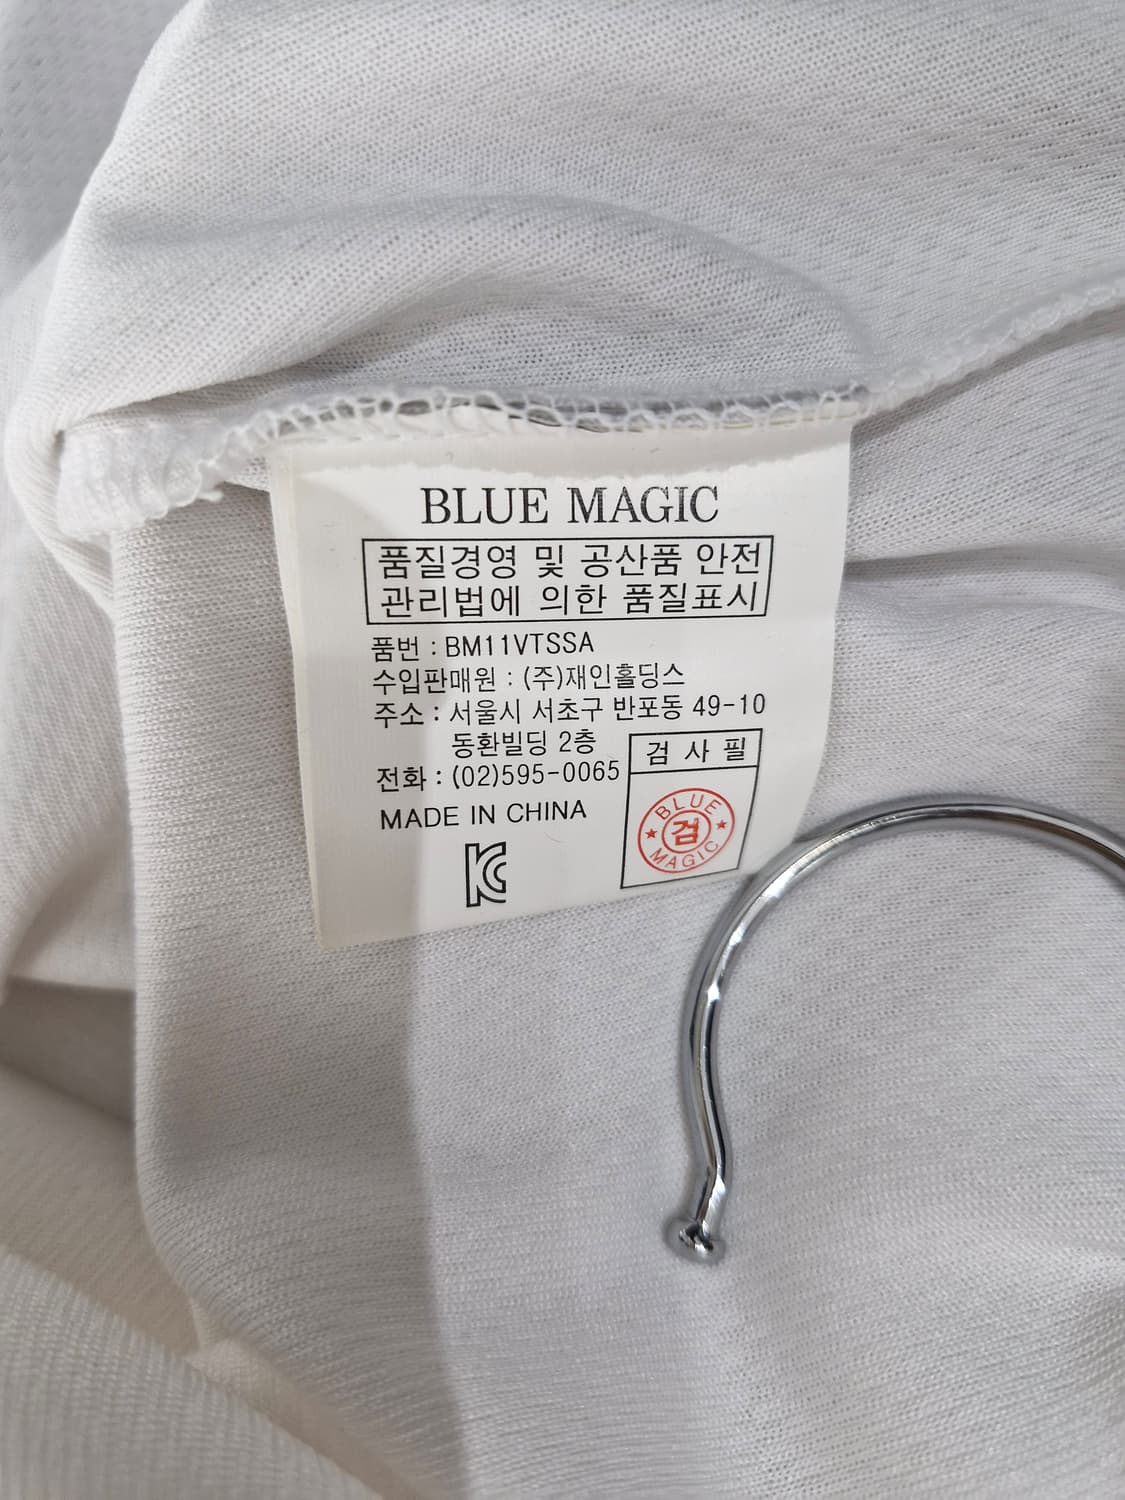 BLUE MAGIC
품질경영 및 공산품 안전
관리법에 의한 품질표시
품번 : BM11VTSSA
수입판매원 : (주)재인홀딩스
주소 : 서울시 서초구 반포동 49-10
동환빌딩 2층
전화 : (02)595-0065
MADE IN CHINA
KC
검 사 필
BLUE
검
MAGIC